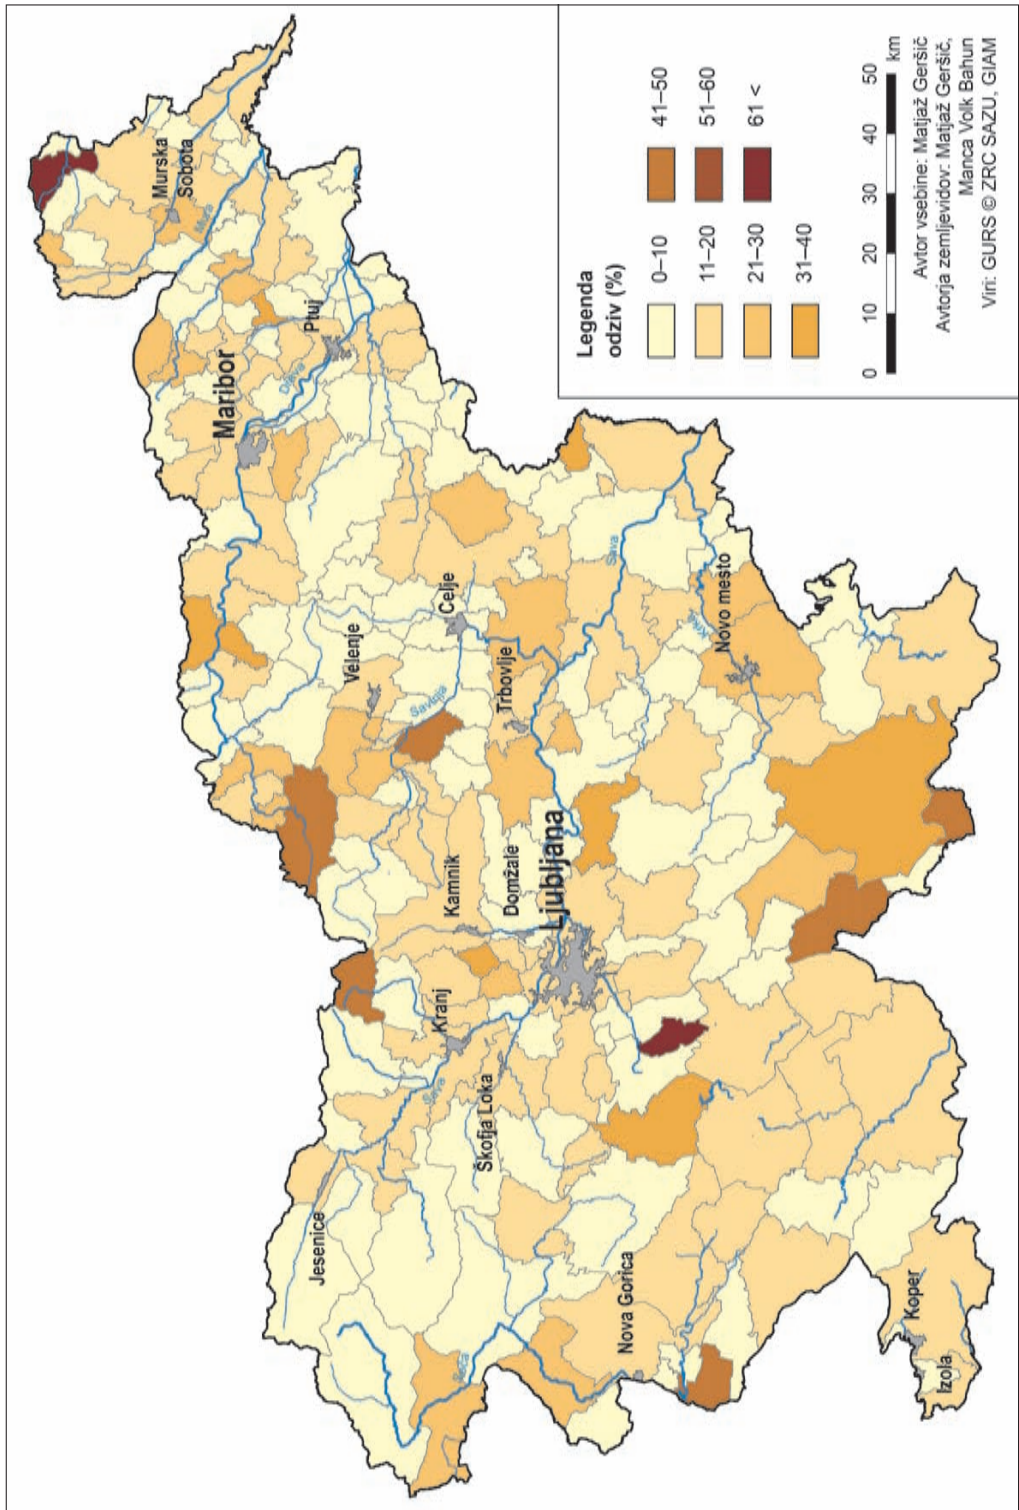 Murska
Sobota
Mura
Maribor
Drava
Ptuj
Velenje
Celje
Savinja
Trbovlje
Sava
Krka
Novo mesto
Kamnik
Domžale
Ljubljana
Kranj
Sava
Škofja Loka
Jesenice
Soča
Nova Gorica
Koper
Izola
Legenda
odziv (%)
0–10
11–20
21–30
31–40
41–50
51–60
61 <
0 10 20 30 40 50 km
Avtor vsebine: Matjaž Geršič
Avtorja zemljevidov: Matjaž Geršič,
Manca Volk Bahun
Viri: GURS © ZRC SAZU, GIAM